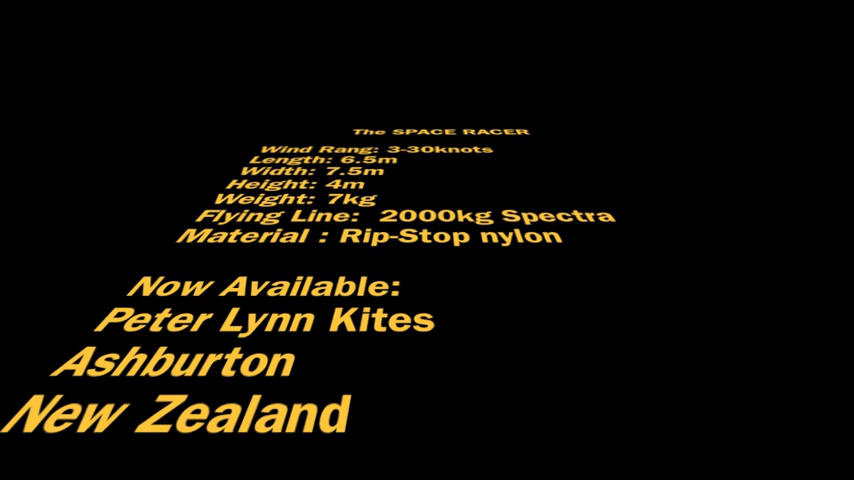 The SPACE RACER
Wind Rang: 3-30knots
Length: 6.5m
Width: 7.5m
Height: 4m
Weight: 7kg
Flying Line: 2000kg Spectra
Material : Rip-Stop nylon
Now Available:
Peter Lynn Kites
Ashburton
New Zealand